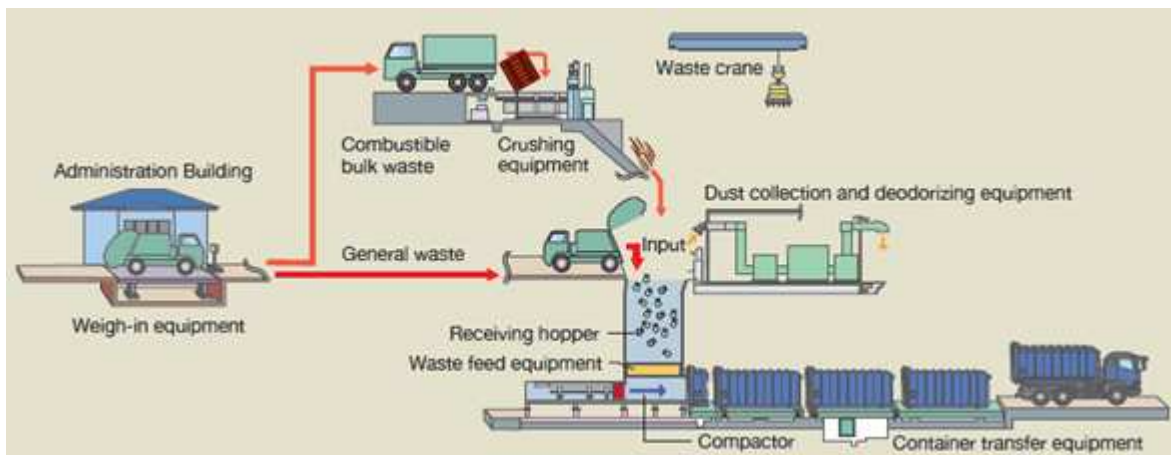 Waste crane
Combustible
bulk waste
Crushing
equipment
Administration Building
Dust collection and deodorizing equipment
General waste
Input
Weigh-in equipment
Receiving hopper
Waste feed equipment
Compactor
Container transfer equipment